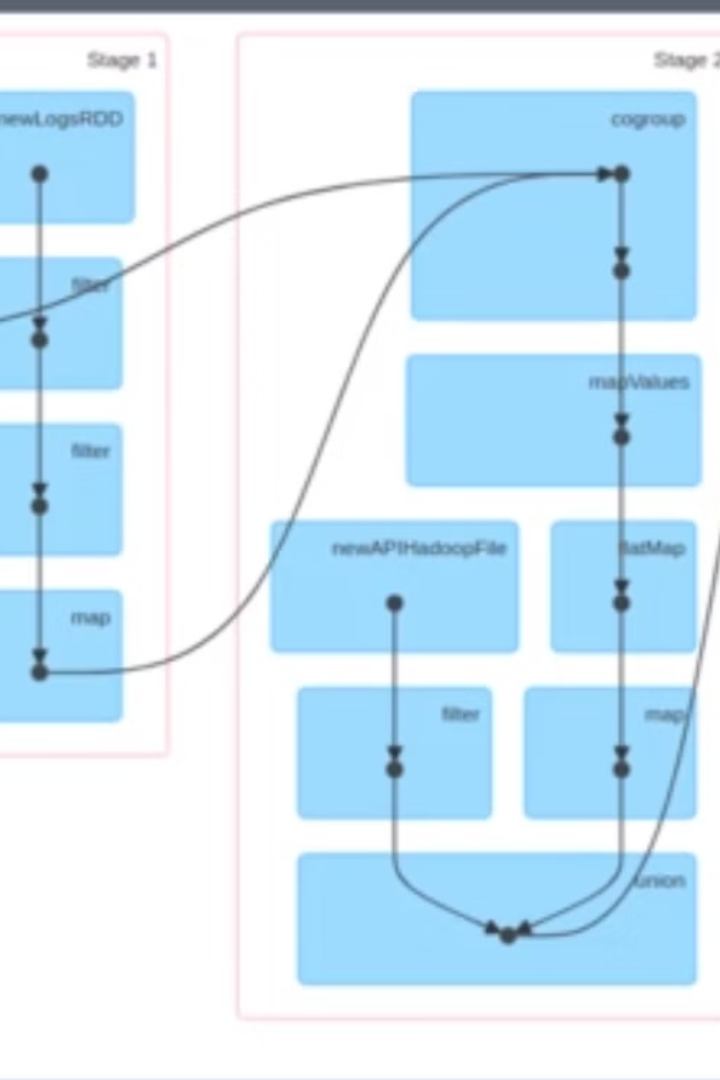 Stage 1
newLogsRDD
filter
filter
map
Stage 2
cogroup
mapValues
newAPIHadoopFile
flatMap
filter
map
union